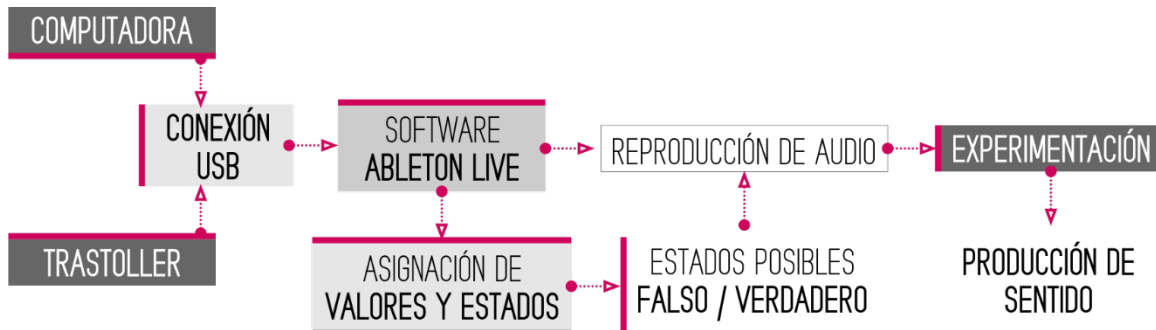 COMPUTADORA
CONEXIÓN
USB
TRASTOLLER
SOFTWARE
ABLETON LIVE
ASIGNACIÓN DE
VALORES Y ESTADOS
REPRODUCCIÓN DE AUDIO
ESTADOS POSIBLES
FALSO / VERDADERO
EXPERIMENTACIÓN
PRODUCCIÓN DE
SENTIDO